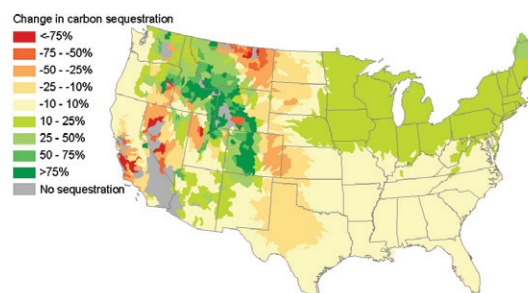 Change in carbon sequestration
<-75%
-75 - -50%
-50 - -25%
-25 - -10%
-10 - 10%
10 - 25%
25 - 50%
50 - 75%
>75%
No sequestration